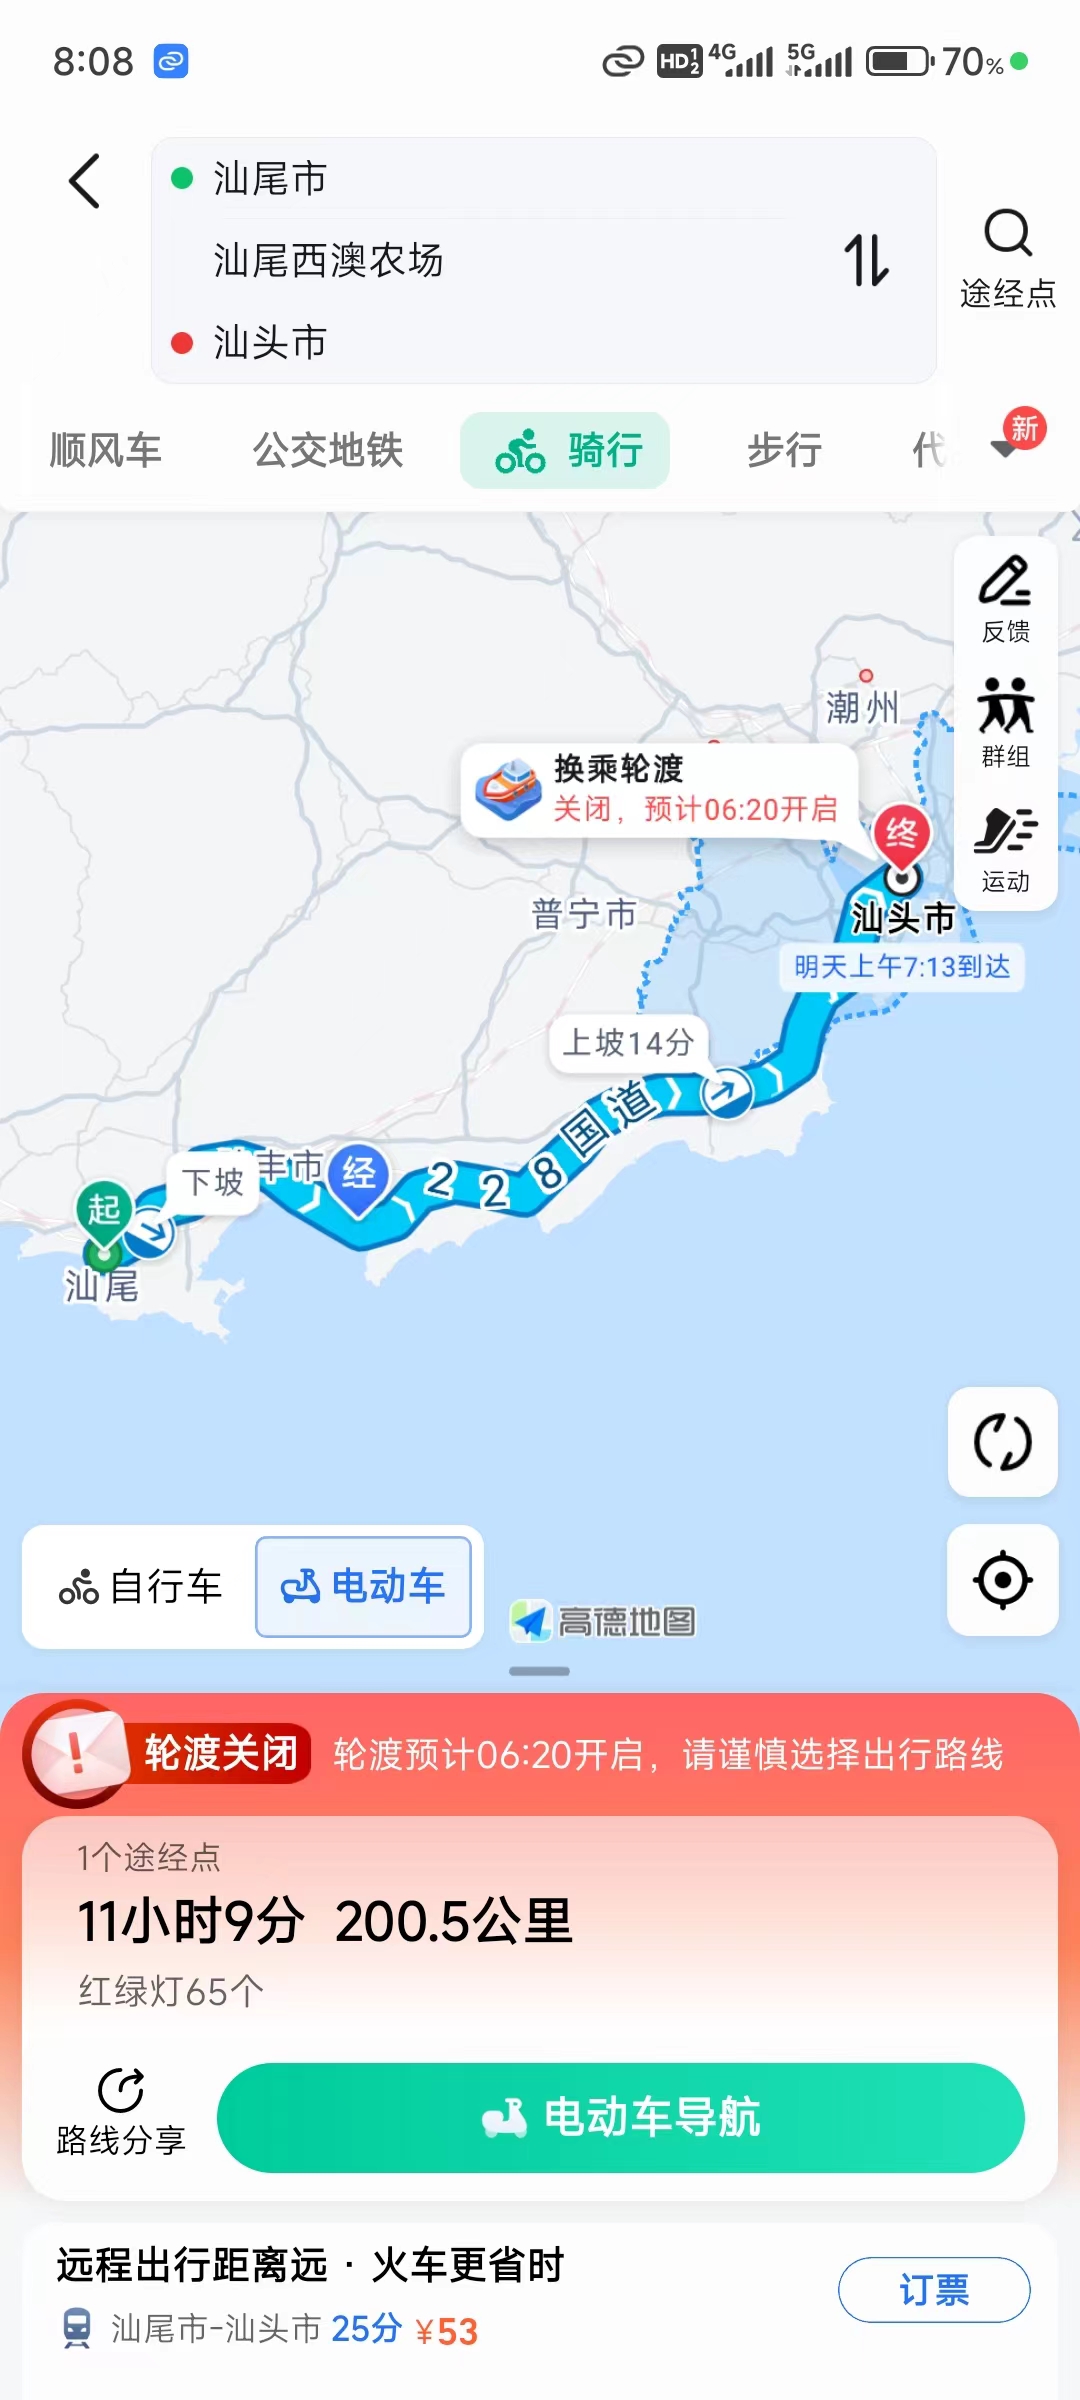 8:08
HD 1 2 4G 5G 70%
汕尾市
汕尾西澳农场
途经点
汕头市
顺风车 公交地铁 骑行 步行 代
新
反馈
潮州
群组
换乘轮渡
关闭，预计06:20开启
终
运动
普宁市
汕头市
明天上午7:13到达
上坡14分
228国道
丰市
经
下坡
起
汕尾
自行车 电动车
高德地图
轮渡关闭 轮渡预计06:20开启，请谨慎选择出行路线
1个途经点
11小时9分 200.5公里
红绿灯65个
路线分享
电动车导航
远程出行距离远 · 火车更省时
订票
汕尾市-汕头市 25分 ¥53